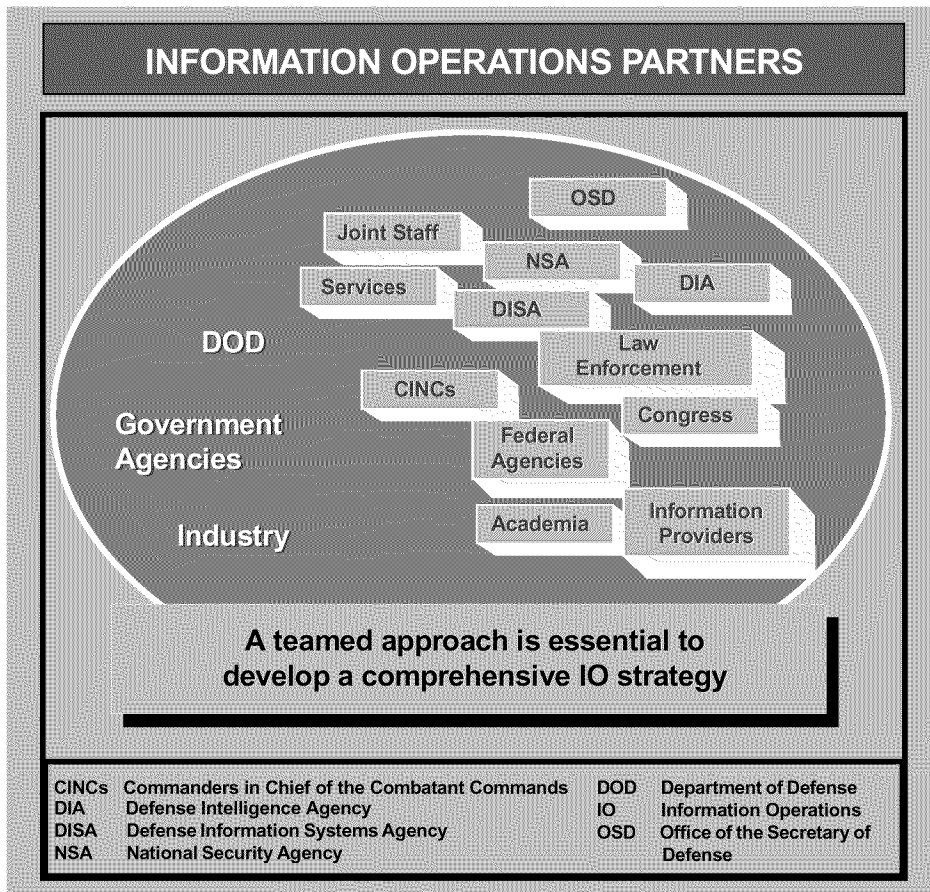 INFORMATION OPERATIONS PARTNERS
OSD
Joint Staff
NSA
DIA
Services
DISA
DOD
Law
Enforcement
CINCs
Congress
Government
Agencies
Federal
Agencies
Industry
Academia
Information
Providers
A teamed approach is essential to
develop a comprehensive IO strategy
CINCs Commanders in Chief of the Combatant Commands
DIA Defense Intelligence Agency
DISA Defense Information Systems Agency
NSA National Security Agency
DOD Department of Defense
IO Information Operations
OSD Office of the Secretary of
Defense